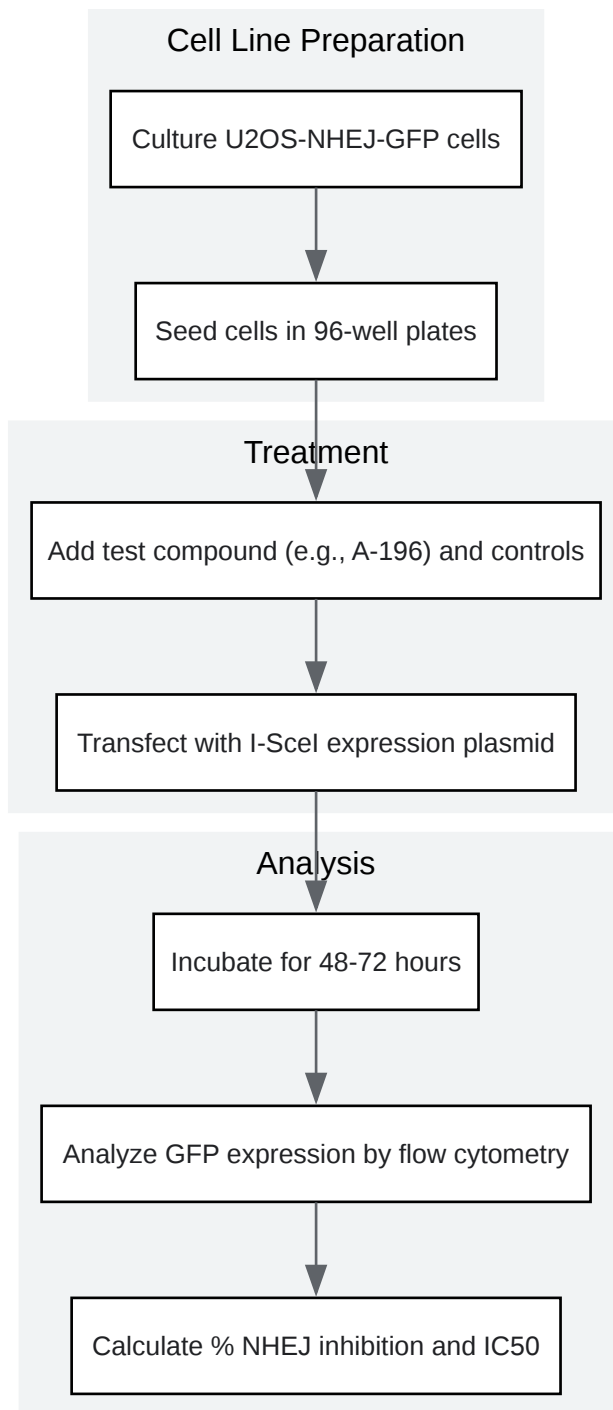 Cell Line Preparation
Culture U2OS-NHEJ-GFP cells
Seed cells in 96-well plates
Treatment
Add test compound (e.g., A-196) and controls
Transfect with I-SceI expression plasmid
Analysis
Incubate for 48-72 hours
Analyze GFP expression by flow cytometry
Calculate % NHEJ inhibition and IC50